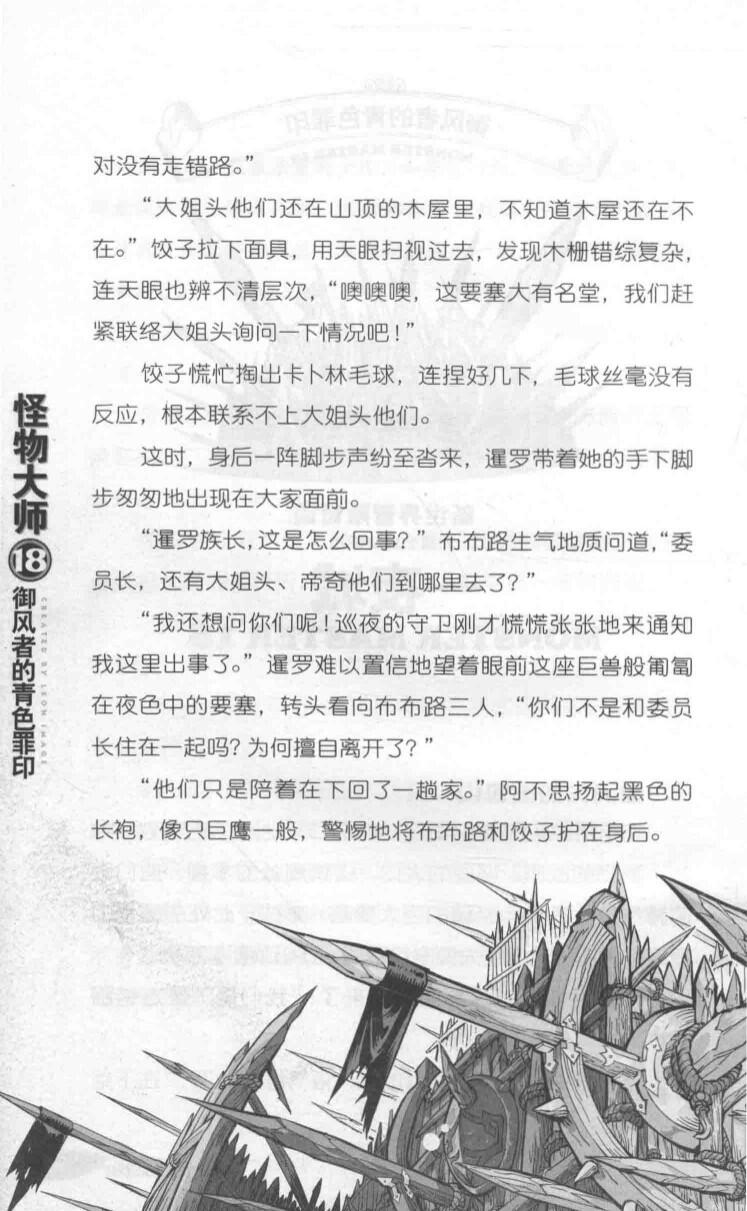 对没有走错路。”
“大姐头他们还在山顶的木屋里，不知道木屋还在不
在。”饺子拉下面具，用天眼扫视过去，发现木栅错综复杂，
连天眼也辨不清层次，“噢噢噢，这要塞大有名堂，我们赶
紧联络大姐头询问一下情况吧！”
饺子慌忙掏出卡卜林毛球，连捏好几下，毛球丝毫没有
反应，根本联系不上大姐头他们。
这时，身后一阵脚步声纷至沓来，暹罗带着她的手下脚
步匆匆地出现在大家面前。
“暹罗族长，这是怎么回事？”布布路生气地质问道，“委
员长，还有大姐头、帝奇他们到哪里去了？”
“我还想问你们呢！巡夜的守卫刚才慌慌张张地来通知
我这里出事了。”暹罗难以置信地望着眼前这座巨兽般匍匐
在夜色中的要塞，转头看向布布路三人，“你们不是和委员
长住在一起吗？为何擅自离开了？”
“他们只是陪着在下回了一趟家。”阿不思扬起黑色的
长袍，像只巨鹰一般，警惕地将布布路和饺子护在身后。
怪物大师
18
御风者的青色罪印
CREATED BY LEON IMAGE